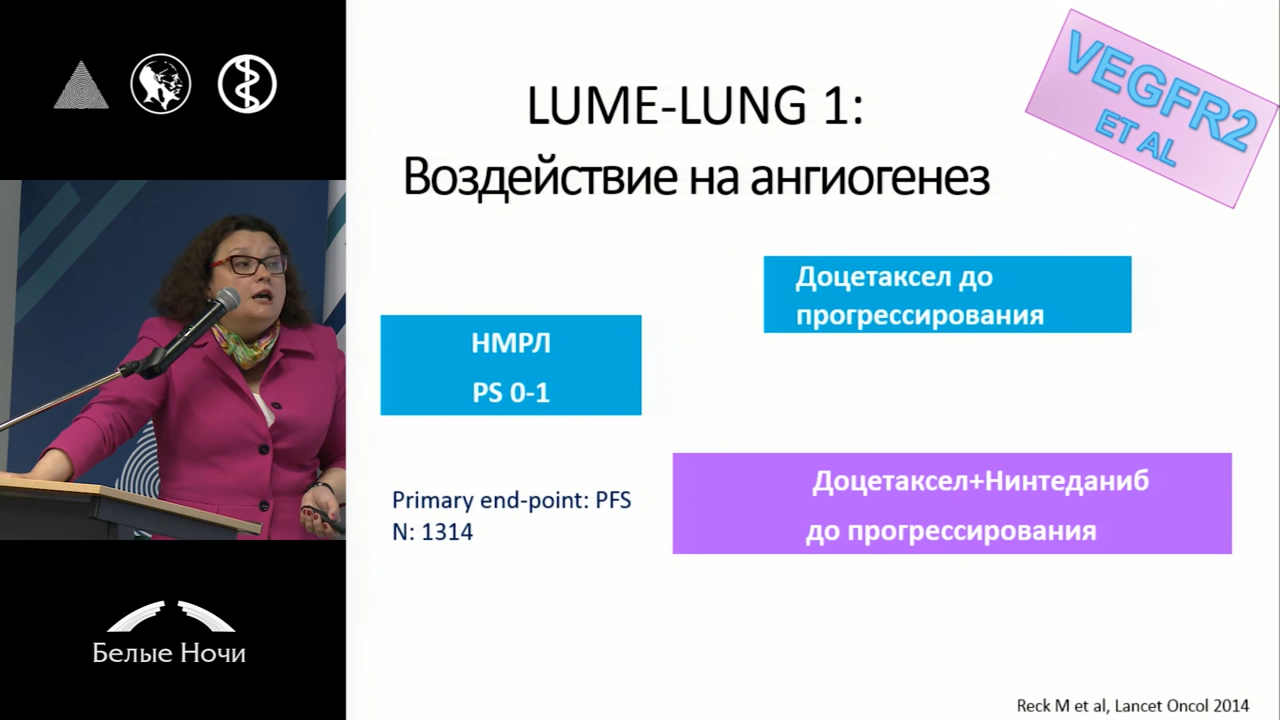 LUME-LUNG 1:
Воздействие на ангиогенез
VEGFR2
ET AL
Доцетаксел до
прогрессирования
НМРЛ
PS 0-1
Primary end-point: PFS
N: 1314
Доцетаксел+Нинтеданиб
до прогрессирования
Белые Ночи
Reck M et al, Lancet Oncol 2014